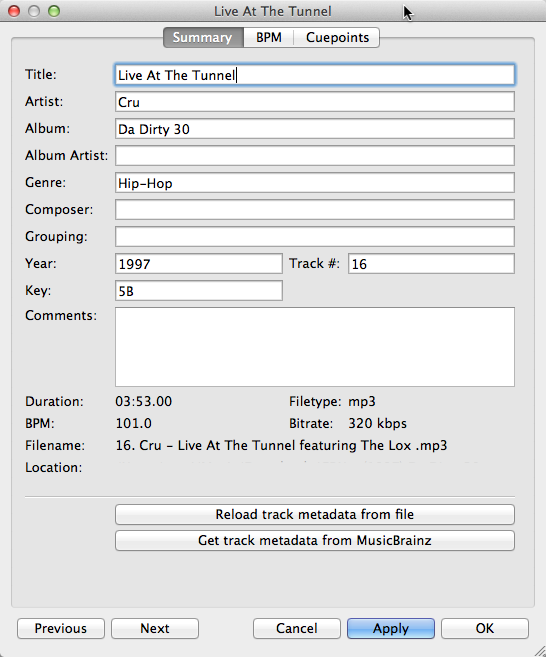 Live At The Tunnel
Summary BPM Cuepoints
Title: Live At The Tunnel
Artist: Cru
Album: Da Dirty 30
Album Artist:
Genre: Hip-Hop
Composer:
Grouping:
Year: 1997 Track #: 16
Key: 5B
Comments:
Duration: 03:53.00 Filetype: mp3
BPM: 101.0 Bitrate: 320 kbps
Filename: 16. Cru - Live At The Tunnel featuring The Lox .mp3
Location:
Reload track metadata from file
Get track metadata from MusicBrainz
Previous Next Cancel Apply OK